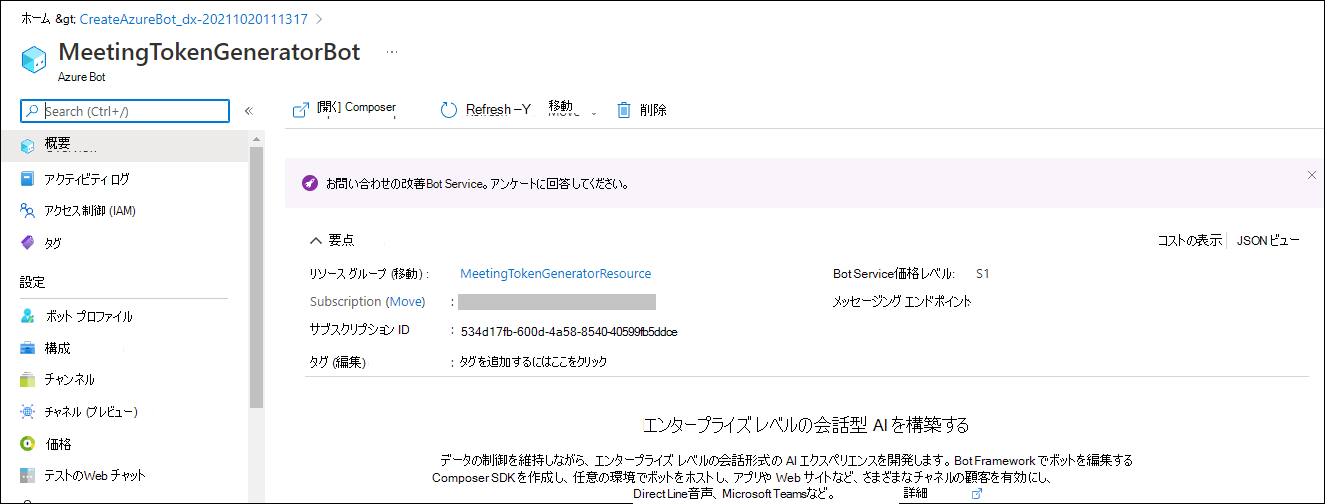 ホーム &gt; CreateAzureBot_dx-20211020111317 >
MeetingTokenGeneratorBot ...
Azure Bot
Search (Ctrl+/) «
[開く] Composer Refresh –Y 移動 削除
概要
アクティビティ ログ
アクセス制御 (IAM)
タグ
設定
ボット プロファイル
構成
チャンネル
チャネル (プレビュー)
価格
テストのWeb チャット
お問い合わせの改善Bot Service。アンケートに回答してください。
要点 コストの表示 JSON ビュー
リソース グループ (移動) : MeetingTokenGeneratorResource Bot Service価格レベル: S1
Subscription (Move) : メッセージング エンドポイント
サブスクリプション ID : 534d17fb-600d-4a58-8540-40599fb5ddce
タグ (編集) : タグを追加するにはここをクリック
エンタープライズ レベルの会話型 AI を構築する
データの制御を維持しながら、エンタープライズ レベルの会話形式の AI エクスペリエンスを開発します。Bot Framework でボットを編集する
Composer SDK を作成し、任意の環境でボットをホストし、アプリや Web サイトなど、さまざまなチャネルの顧客を有効にし、
Direct Line音声、Microsoft Teamsなど。 詳細